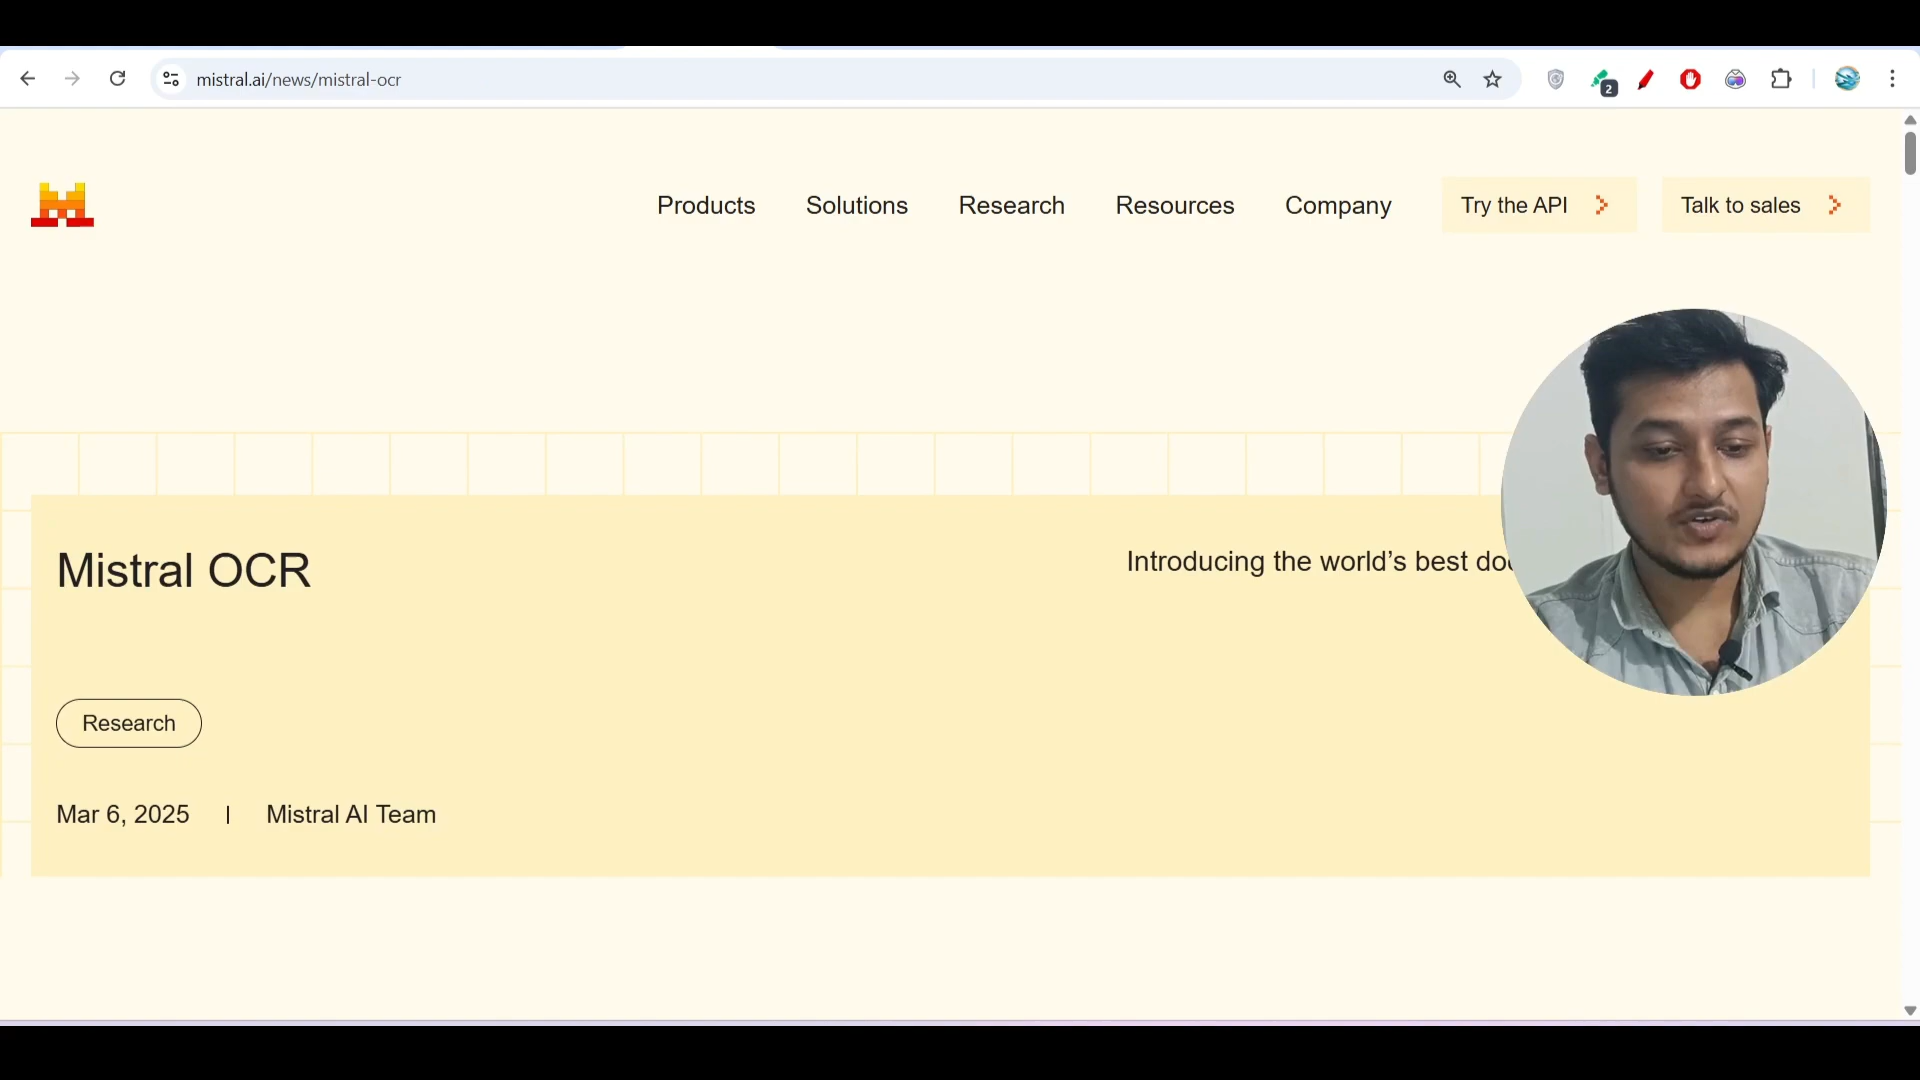 mistral.ai/news/mistral-ocr
2
Products Solutions Research Resources Company Try the API Talk to sales
Mistral OCR
Introducing the world's best
Research
Mar 6, 2025 | Mistral AI Team